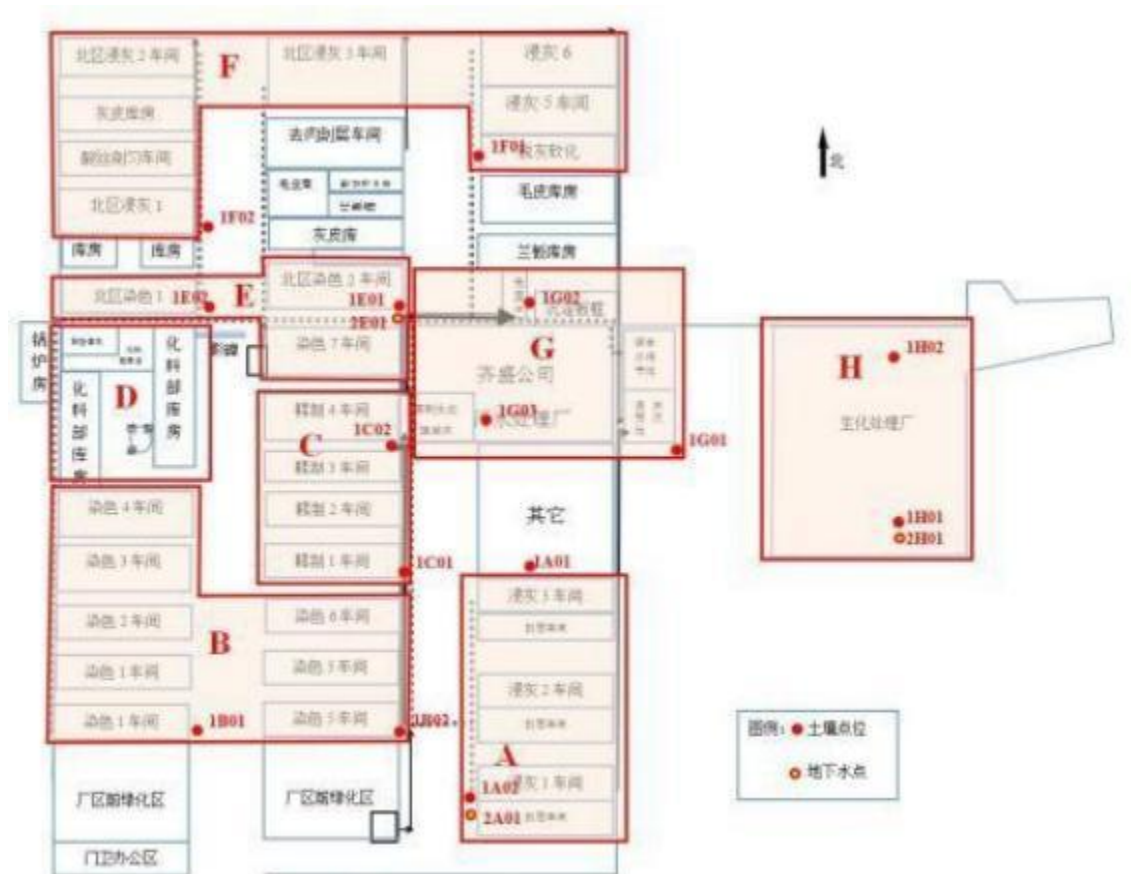 北区浸灰2车间
北区浸灰3车间
浸灰6
F
灰皮库房
浸灰5车间
去肉剖层车间
1F01
北
北区浸灰1
毛皮库房
1F02
灰皮库
库房
库房
兰皮库房
北区染色2车间
北区染色1
1E02
E
1E01
1G02
2E01
锅炉房
化料部库房
染色7车间
G
H
1H02
齐盛公司
D
化料部库房
鞣制4车间
1G03
水处理厂
生化处理厂
C
1C02
1G01
鞣制3车间
染色4车间
鞣制2车间
其它
1H01
2H01
染色3车间
鞣制1车间
1C01
1A01
浸灰3车间
染色2车间
染色6车间
B
染色1车间
染色3车间
浸灰2车间
染色1车间
1B01
染色5车间
1B02
图例：
土壤点位
A
地下水点
浸灰1车间
厂区前绿化区
厂区前绿化区
1A02
2A01
门卫办公区